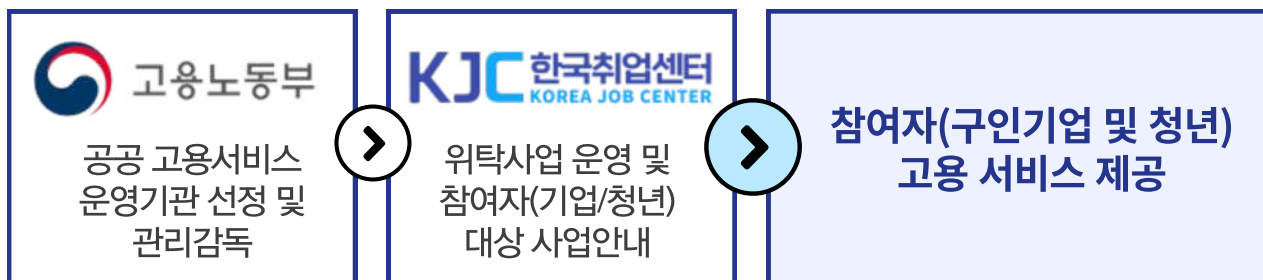 고용노동부
공공 고용서비스
운영기관 선정 및
관리감독
KJC 한국취업센터
KOREA JOB CENTER
위탁사업 운영 및
참여자(기업/청년)
대상 사업안내
참여자(구인기업 및 청년)
고용 서비스 제공